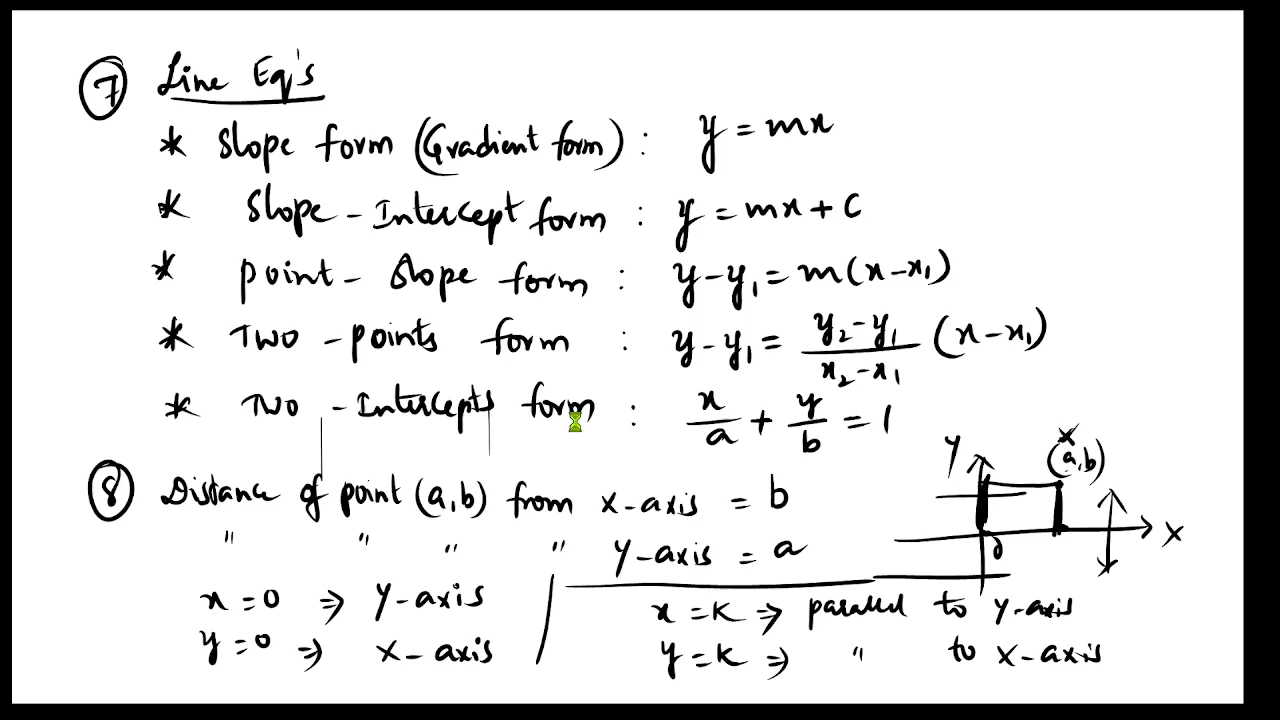 7 Line Eq's
* Slope form (Gradient form) : y = mx
* Slope - Intercept form : y = mx + c
* point - Slope form : y - y₁ = m(x - x₁)
* Two - points form : y - y₁ = (y₂ - y₁)/(x₂ - x₁) (x - x₁)
* Two - Intercepts form : x/a + y/b = 1
8 Distance of point (a,b) from x-axis = b
" " " " y-axis = a
x = 0 ⇒ y-axis
y = 0 ⇒ x-axis
x = k ⇒ parallel to y-axis
y = k ⇒ " to x-axis
y
x
(a,b)
x